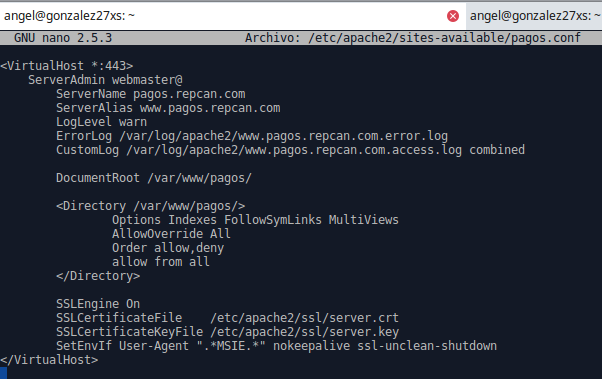 angel@gonzalez27xs: ~ angel@gonzalez27xs: ~
GNU nano 2.5.3 Archivo: /etc/apache2/sites-available/pagos.conf
<VirtualHost *:443>
ServerAdmin webmaster@
ServerName pagos.repcan.com
ServerAlias www.pagos.repcan.com
LogLevel warn
ErrorLog /var/log/apache2/www.pagos.repcan.com.error.log
CustomLog /var/log/apache2/www.pagos.repcan.com.access.log combined
DocumentRoot /var/www/pagos/
<Directory /var/www/pagos/>
Options Indexes FollowSymLinks MultiViews
AllowOverride All
Order allow,deny
allow from all
</Directory>
SSLEngine On
SSLCertificateFile /etc/apache2/ssl/server.crt
SSLCertificateKeyFile /etc/apache2/ssl/server.key
SetEnvIf User-Agent ".*MSIE.*" nokeepalive ssl-unclean-shutdown
</VirtualHost>